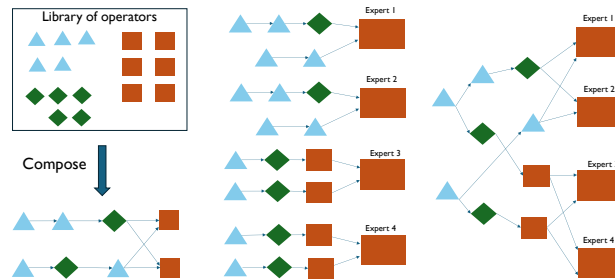 Library of operators
Compose
Expert 1
Expert 2
Expert 3
Expert 4
Expert 1
Expert 2
Expert
Expert 4